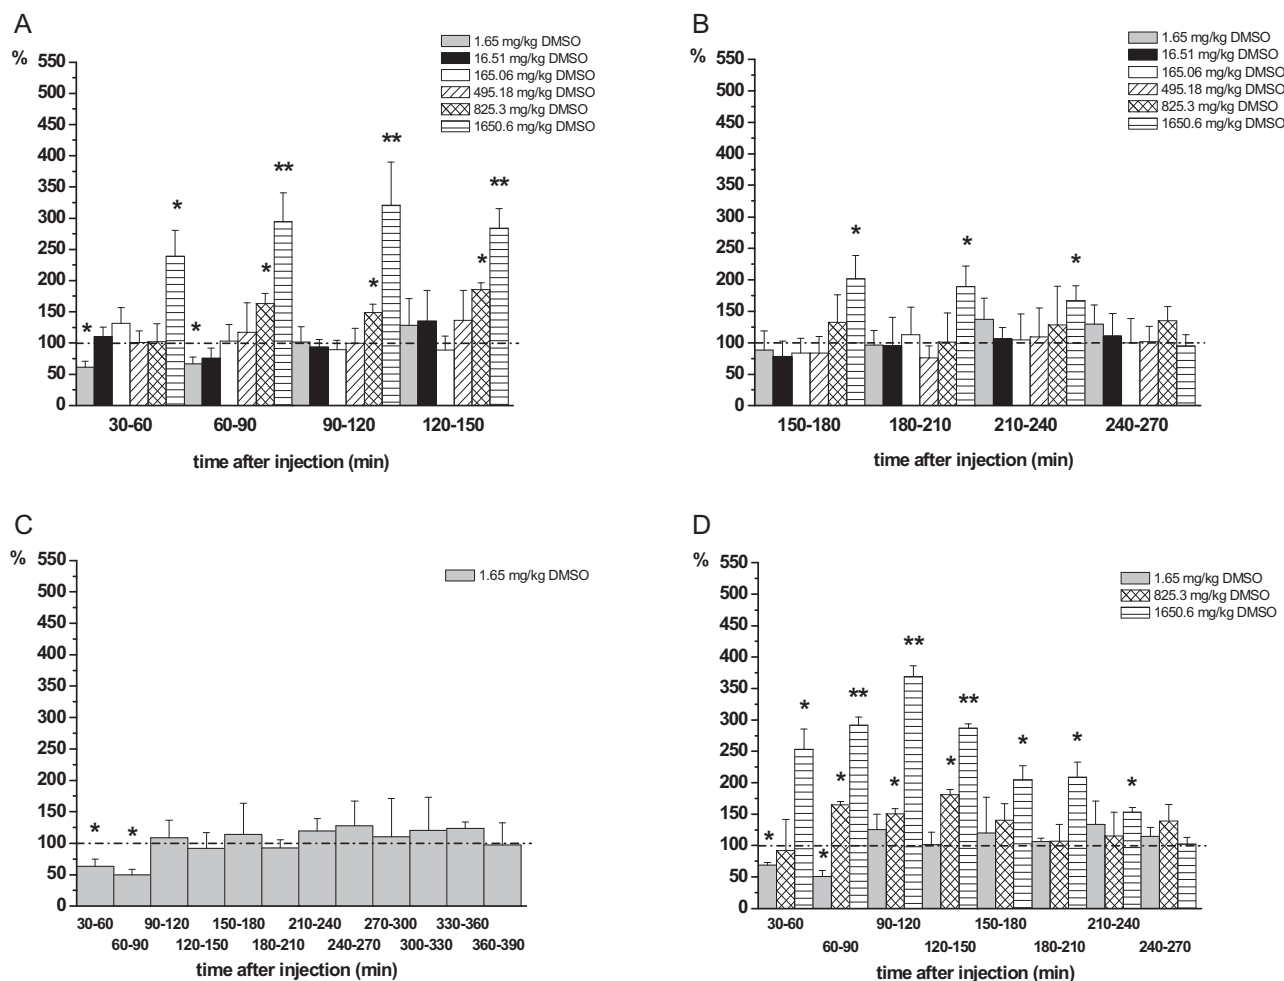 A
%
550
500
450
400
350
300
250
200
150
100
50
0
1.65 mg/kg DMSO
16.51 mg/kg DMSO
165.06 mg/kg DMSO
495.18 mg/kg DMSO
825.3 mg/kg DMSO
1650.6 mg/kg DMSO
* * * ** * ** * **
30-60 60-90 90-120 120-150
time after injection (min)
B
%
550
500
450
400
350
300
250
200
150
100
50
0
1.65 mg/kg DMSO
16.51 mg/kg DMSO
165.06 mg/kg DMSO
495.18 mg/kg DMSO
825.3 mg/kg DMSO
1650.6 mg/kg DMSO
* * *
150-180 180-210 210-240 240-270
time after injection (min)
C
%
550
500
450
400
350
300
250
200
150
100
50
0
1.65 mg/kg DMSO
* *
30-60 90-120 150-180 210-240 270-300 330-360
60-90 120-150 180-210 240-270 300-330 360-390
time after injection (min)
D
%
550
500
450
400
350
300
250
200
150
100
50
0
1.65 mg/kg DMSO
825.3 mg/kg DMSO
1650.6 mg/kg DMSO
* * * * ** * ** * ** * * *
30-60 90-120 150-180 210-240
60-90 120-150 180-210 240-270
time after injection (min)